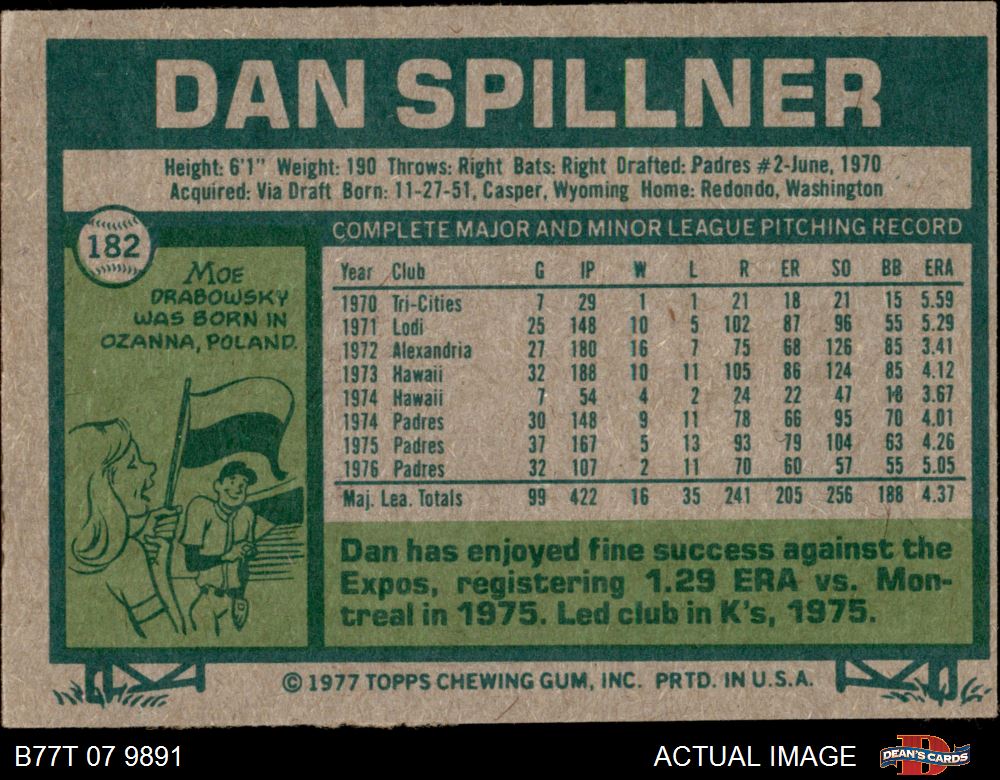 DAN SPILLNER
Height: 6'1" Weight: 190 Throws: Right Bats: Right Drafted: Padres #2-June, 1970
Acquired: Via Draft Born: 11-27-51, Casper, Wyoming Home: Redondo, Washington
182
MOE
DRABOWSKY
WAS BORN IN
OZANNA, POLAND.
COMPLETE MAJOR AND MINOR LEAGUE PITCHING RECORD
Year Club G IP W L R ER SO BB ERA
1970 Tri-Cities 7 29 1 1 21 18 21 15 5.59
1971 Lodi 25 148 10 5 102 87 96 55 5.29
1972 Alexandria 27 180 16 7 75 68 126 85 3.41
1973 Hawaii 32 188 10 11 105 86 124 85 4.12
1974 Hawaii 7 54 4 2 24 22 47 18 3.67
1974 Padres 30 148 9 11 78 66 95 70 4.01
1975 Padres 37 167 5 13 93 79 104 63 4.26
1976 Padres 32 107 2 11 70 60 57 55 5.05
Maj. Lea. Totals 99 422 16 35 241 205 256 188 4.37
Dan has enjoyed fine success against the
Expos, registering 1.29 ERA vs. Mon-
treal in 1975. Led club in K's, 1975.
© 1977 TOPPS CHEWING GUM, INC. PRTD. IN U.S.A.
B77T 07 9891
ACTUAL IMAGE
DEAN'S CARDS